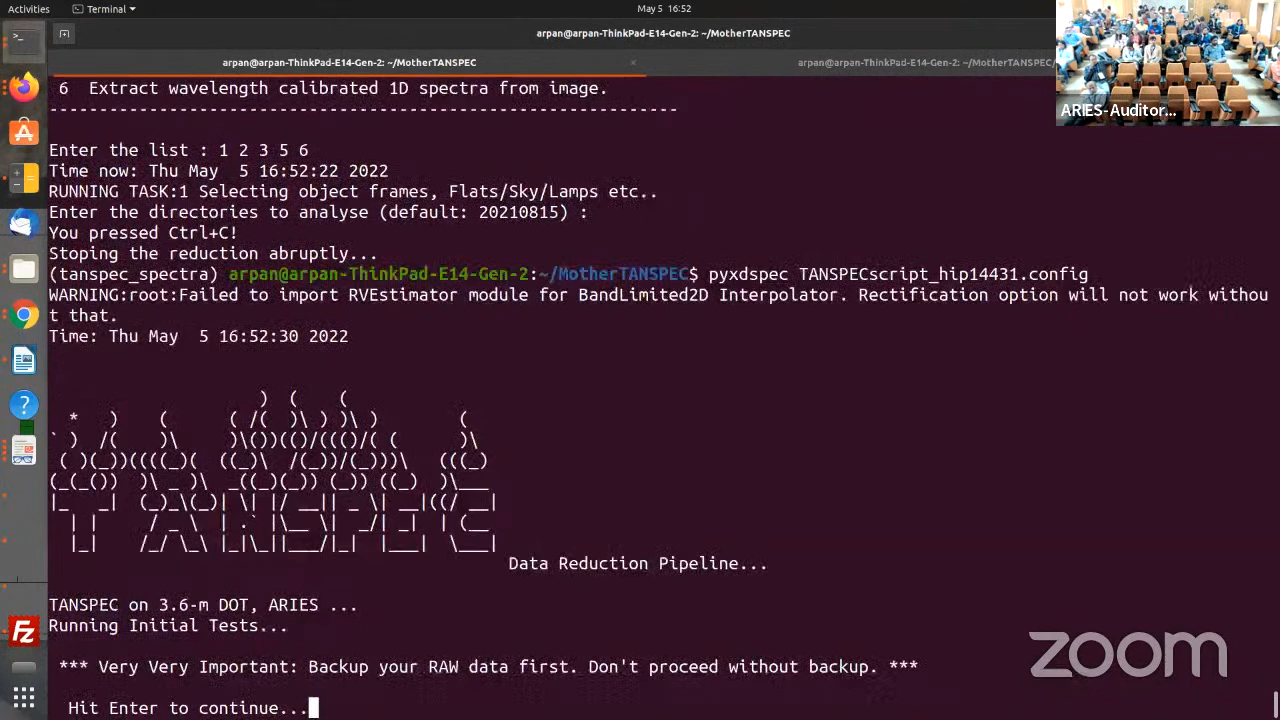 Activities
Terminal
May 5 16:52
arpan@arpan-ThinkPad-E14-Gen-2: ~/MotherTANSPEC
arpan@arpan-ThinkPad-E14-Gen-2: ~/MotherTANSPEC
arpan@arpan-ThinkPad-E14-Gen-2: ~/MotherTANSPEC/
ARIES-Auditor...
6 Extract wavelength calibrated 1D spectra from image.
---------------------------------------------------------------
Enter the list : 1 2 3 5 6
Time now: Thu May 5 16:52:22 2022
RUNNING TASK:1 Selecting object frames, Flats/Sky/Lamps etc..
Enter the directories to analyse (default: 20210815) :
You pressed Ctrl+C!
Stoping the reduction abruptly...
(tanspec_spectra) arpan@arpan-ThinkPad-E14-Gen-2:~/MotherTANSPEC$ pyxdspec TANSPECscript_hip14431.config
WARNING:root:Failed to import RVEstimator module for BandLimited2D Interpolator. Rectification option will not work withou
t that.
Time: Thu May 5 16:52:30 2022
TANSPEC
Data Reduction Pipeline...
TANSPEC on 3.6-m DOT, ARIES ...
Running Initial Tests...
*** Very Very Important: Backup your RAW data first. Don't proceed without backup. ***
Hit Enter to continue...
zoom